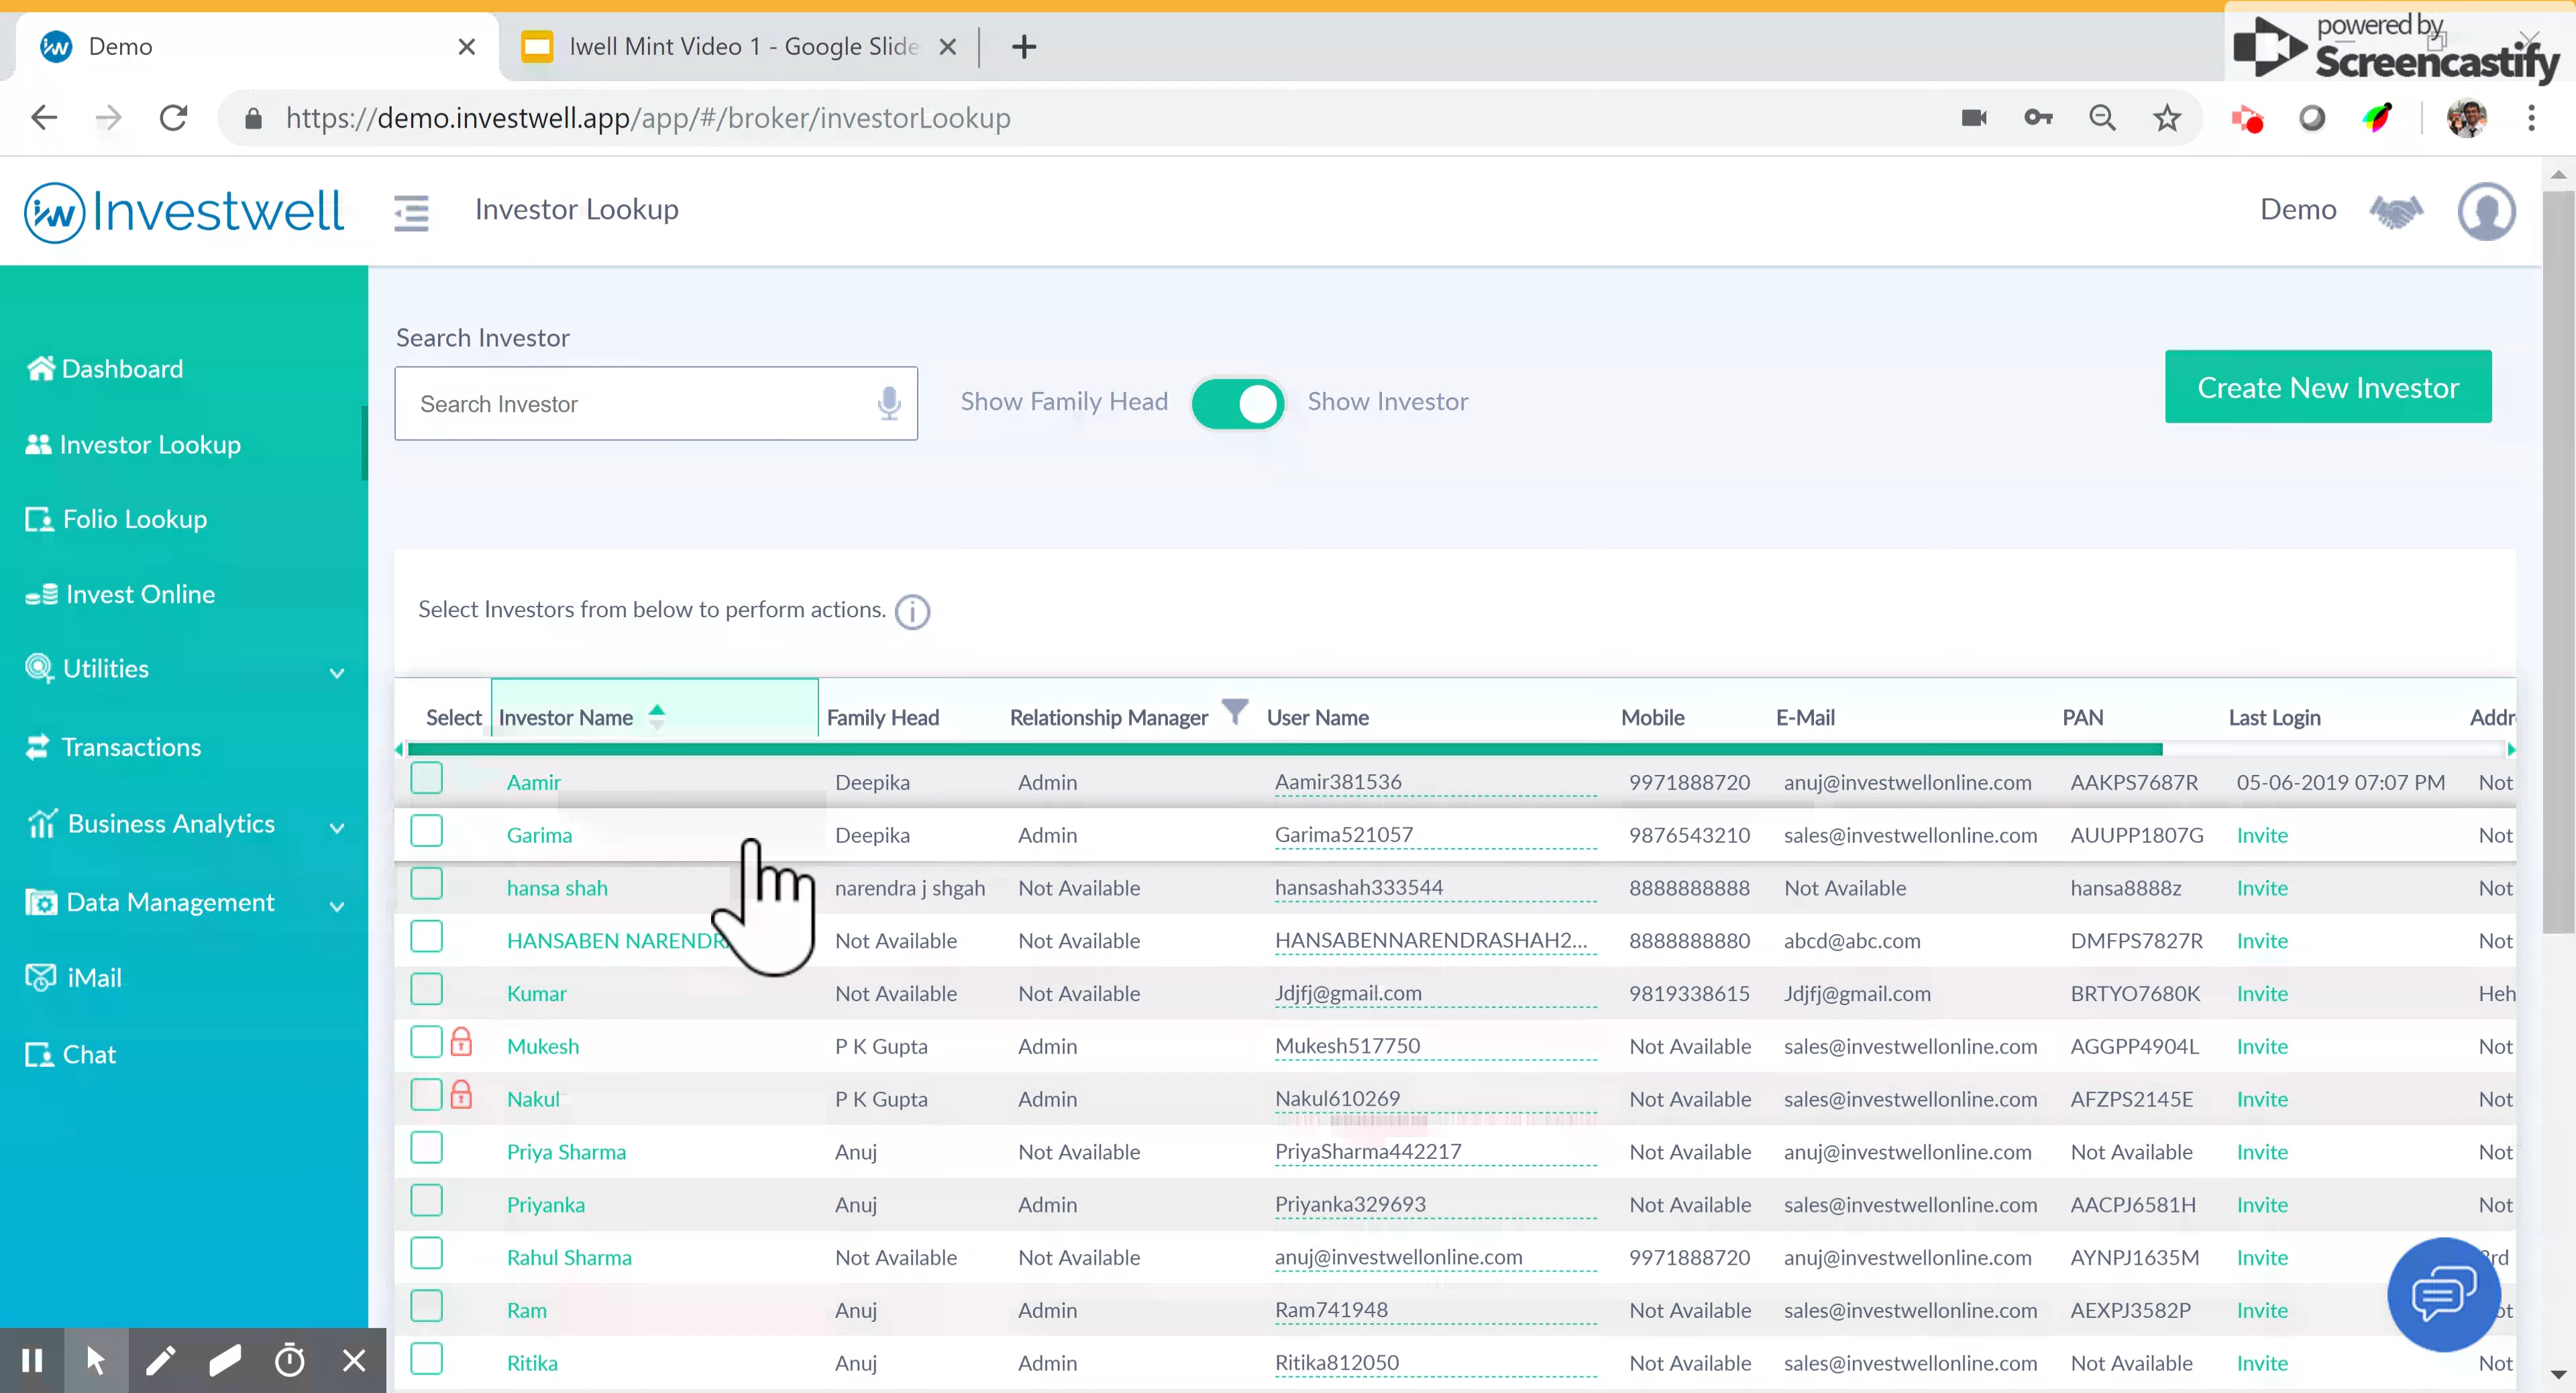 Demo
Iwell Mint Video 1 - Google Slide
powered by
Screencastify
https://demo.investwell.app/app/#/broker/investorLookup
iw Investwell
Investor Lookup
Demo
Dashboard
Investor Lookup
Folio Lookup
Invest Online
Utilities
Transactions
Business Analytics
Data Management
iMail
Chat
Search Investor
Search Investor
Show Family Head
Show Investor
Create New Investor
Select Investors from below to perform actions.
Select Investor Name Family Head Relationship Manager User Name Mobile E-Mail PAN Last Login Addr
Aamir Deepika Admin Aamir381536 9971888720 anuj@investwellonline.com AAKPS7687R 05-06-2019 07:07 PM Not
Garima Deepika Admin Garima521057 9876543210 sales@investwellonline.com AUUPP1807G Invite Not
hansa shah narendra j shgah Not Available hansashah333544 8888888888 Not Available hansa8888z Invite Not
HANSABEN NARENDR Not Available Not Available HANSABENNARENDRASHAH2... 8888888880 abcd@abc.com DMFPS7827R Invite Not
Kumar Not Available Not Available Jdjfj@gmail.com 9819338615 Jdjfj@gmail.com BRTYO7680K Invite Heh
Mukesh P K Gupta Admin Mukesh517750 Not Available sales@investwellonline.com AGGPP4904L Invite Not
Nakul P K Gupta Admin Nakul610269 Not Available sales@investwellonline.com AFZPS2145E Invite Not
Priya Sharma Anuj Not Available PriyaSharma442217 Not Available anuj@investwellonline.com Not Available Invite Not
Priyanka Anuj Admin Priyanka329693 Not Available sales@investwellonline.com AACPJ6581H Invite Not
Rahul Sharma Not Available Not Available anuj@investwellonline.com 9971888720 anuj@investwellonline.com AYNPJ1635M Invite
Ram Anuj Admin Ram741948 Not Available sales@investwellonline.com AEXPJ3582P Invite
Ritika Anuj Admin Ritika812050 Not Available sales@investwellonline.com Not Available Invite Not